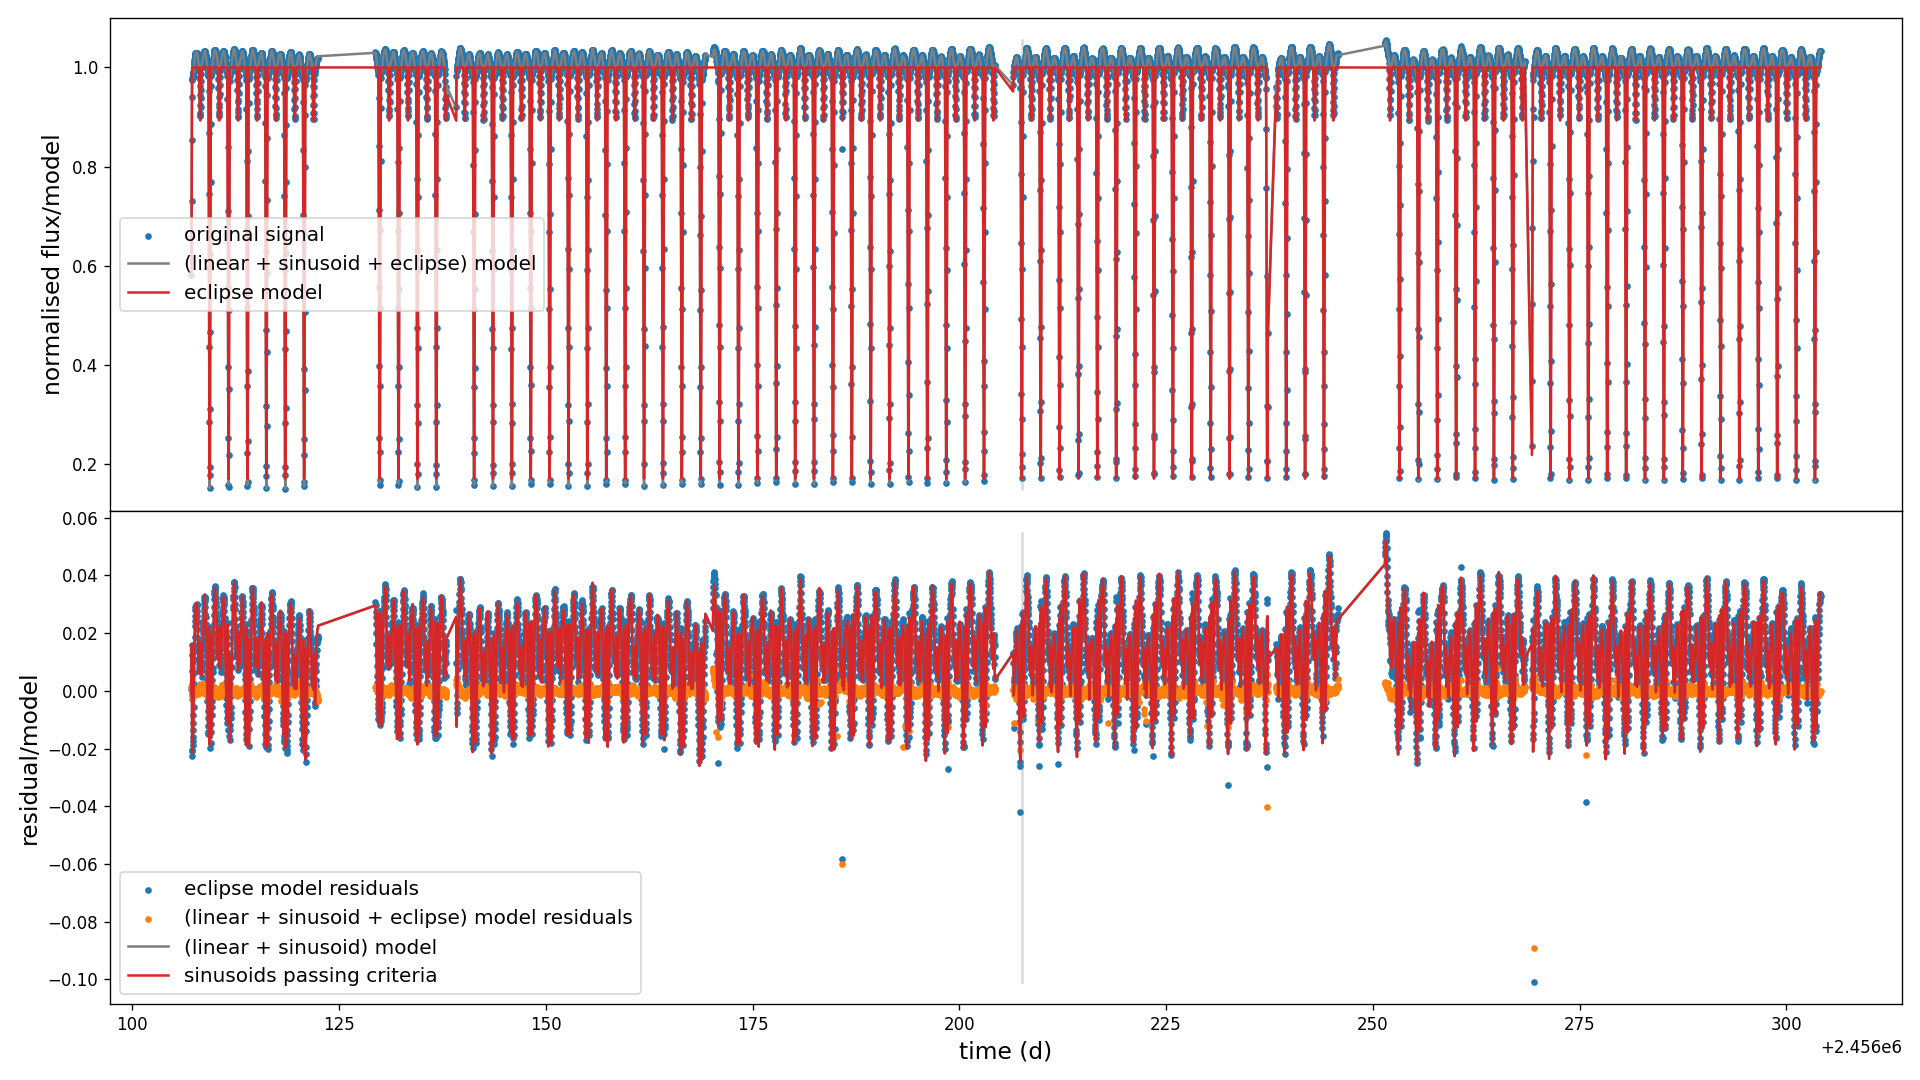 normalised flux/model
1.0
0.8
0.6
0.4
0.2
original signal
(linear + sinusoid + eclipse) model
eclipse model
residual/model
0.06
0.04
0.02
0.00
−0.02
−0.04
−0.06
−0.08
−0.10
eclipse model residuals
(linear + sinusoid + eclipse) model residuals
(linear + sinusoid) model
sinusoids passing criteria
100 125 150 175 200 225 250 275 300
time (d)
+2.456e6